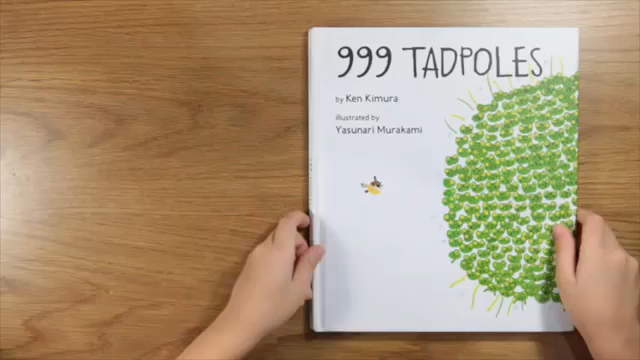 999 TADPOLES
by Ken Kimura
illustrated by
Yasunari Murakami